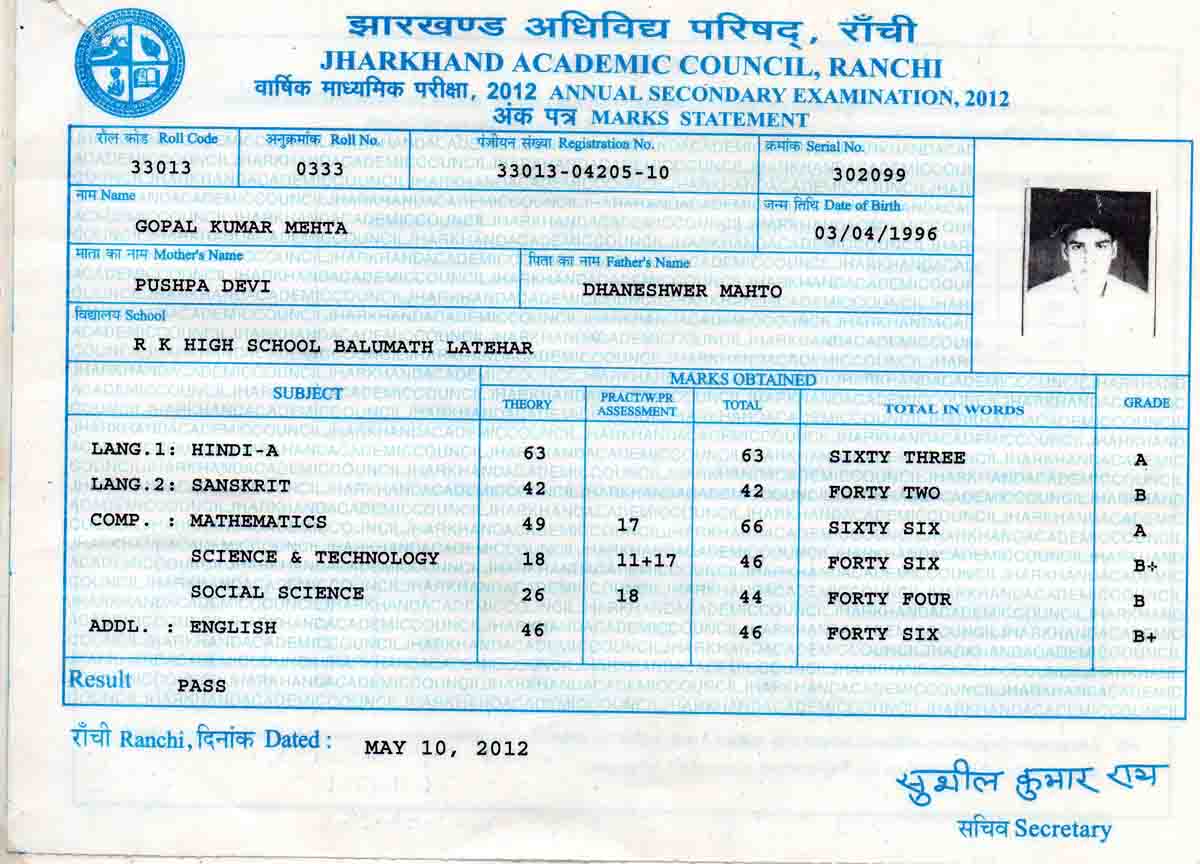 झारखण्ड अधिविद्य परिषद्, राँची
JHARKHAND ACADEMIC COUNCIL, RANCHI
वार्षिक माध्यमिक परीक्षा, 2012 ANNUAL SECONDARY EXAMINATION, 2012
अंक पत्र MARKS STATEMENT
रौल कोड Roll Code अनुक्रमांक Roll No. पंजीयन संख्या Registration No. क्रमांक Serial No.
33013 0333 33013-04205-10 302099
नाम Name जन्म तिथि Date of Birth
GOPAL KUMAR MEHTA 03/04/1996
माता का नाम Mother's Name पिता का नाम Father's Name
PUSHPA DEVI DHANESHWER MAHTO
विद्यालय School
R K HIGH SCHOOL BALUMATH LATEHAR
SUBJECT MARKS OBTAINED GRADE
THEORY PRACT/W.PR ASSESSMENT TOTAL TOTAL IN WORDS
LANG.1: HINDI-A 63 63 SIXTY THREE A
LANG.2: SANSKRIT 42 42 FORTY TWO B
COMP. : MATHEMATICS 49 17 66 SIXTY SIX A
SCIENCE & TECHNOLOGY 18 11+17 46 FORTY SIX B+
SOCIAL SCIENCE 26 18 44 FORTY FOUR B
ADDL. : ENGLISH 46 46 FORTY SIX B+
Result PASS
राँची Ranchi, दिनांक Dated : MAY 10, 2012
सुशील कुमार राय
सचिव Secretary